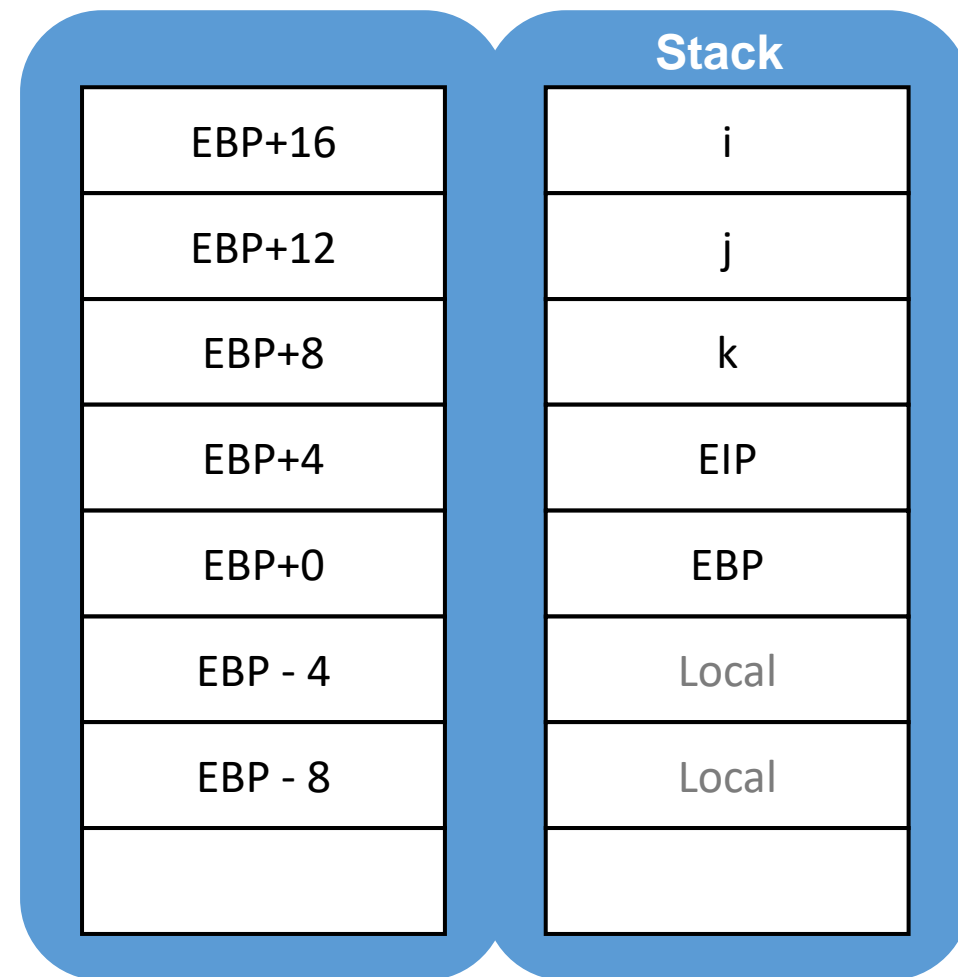 Stack
EBP+16 i
EBP+12 j
EBP+8 k
EBP+4 EIP
EBP+0 EBP
EBP - 4 Local
EBP - 8 Local